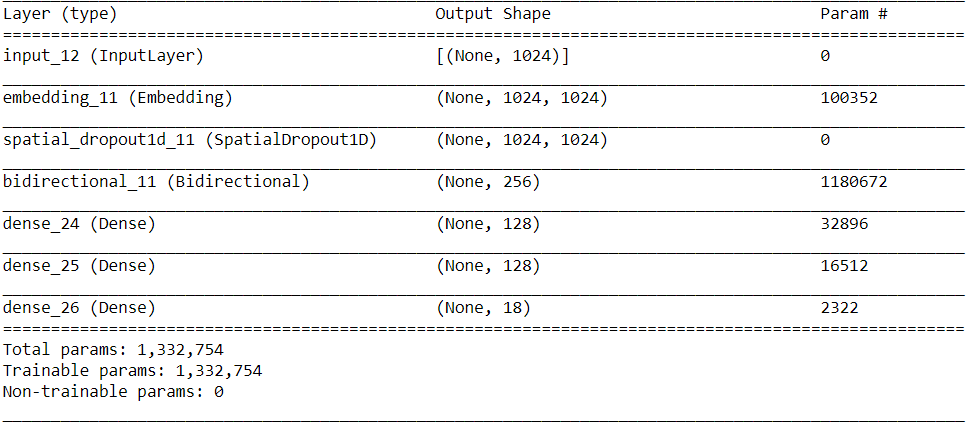 Layer (type) Output Shape Param #
==================================================================================================
input_12 (InputLayer) [(None, 1024)] 0
embedding_11 (Embedding) (None, 1024, 1024) 100352
spatial_dropout1d_11 (SpatialDropout1D) (None, 1024, 1024) 0
bidirectional_11 (Bidirectional) (None, 256) 1180672
dense_24 (Dense) (None, 128) 32896
dense_25 (Dense) (None, 128) 16512
dense_26 (Dense) (None, 18) 2322
==================================================================================================
Total params: 1,332,754
Trainable params: 1,332,754
Non-trainable params: 0